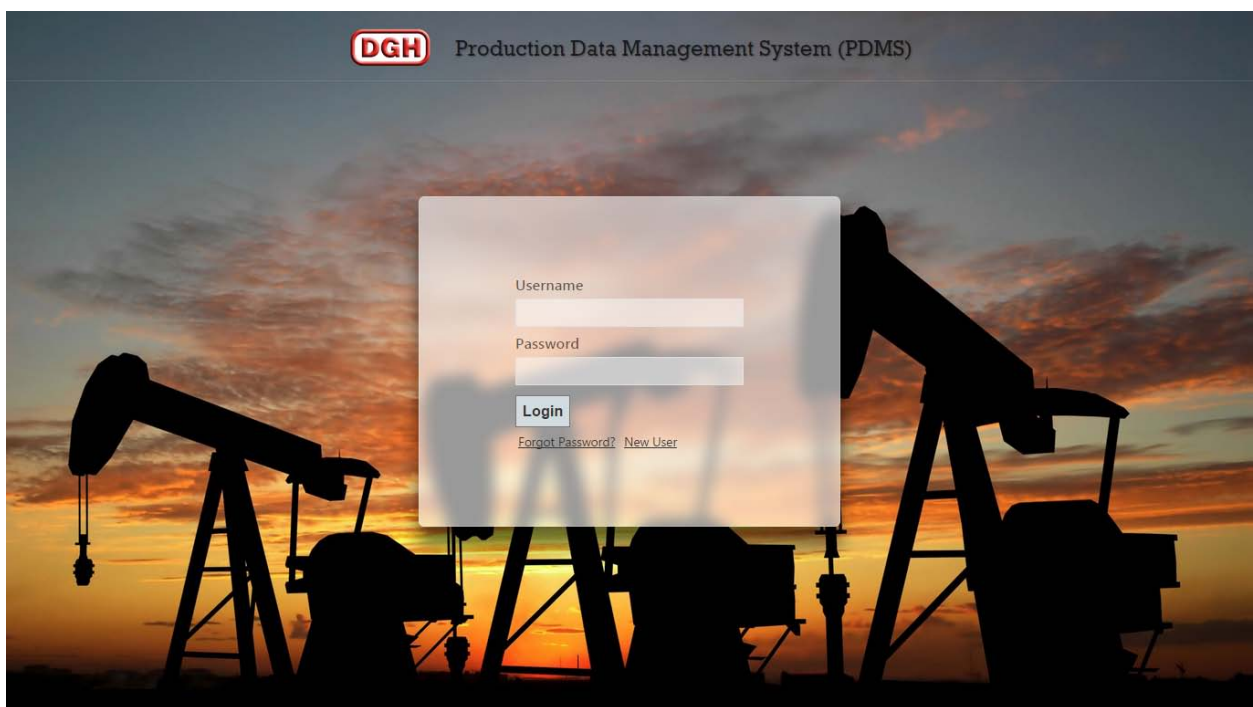 DGH Production Data Management System (PDMS)
Username
Password
Login
Forgot Password? New User